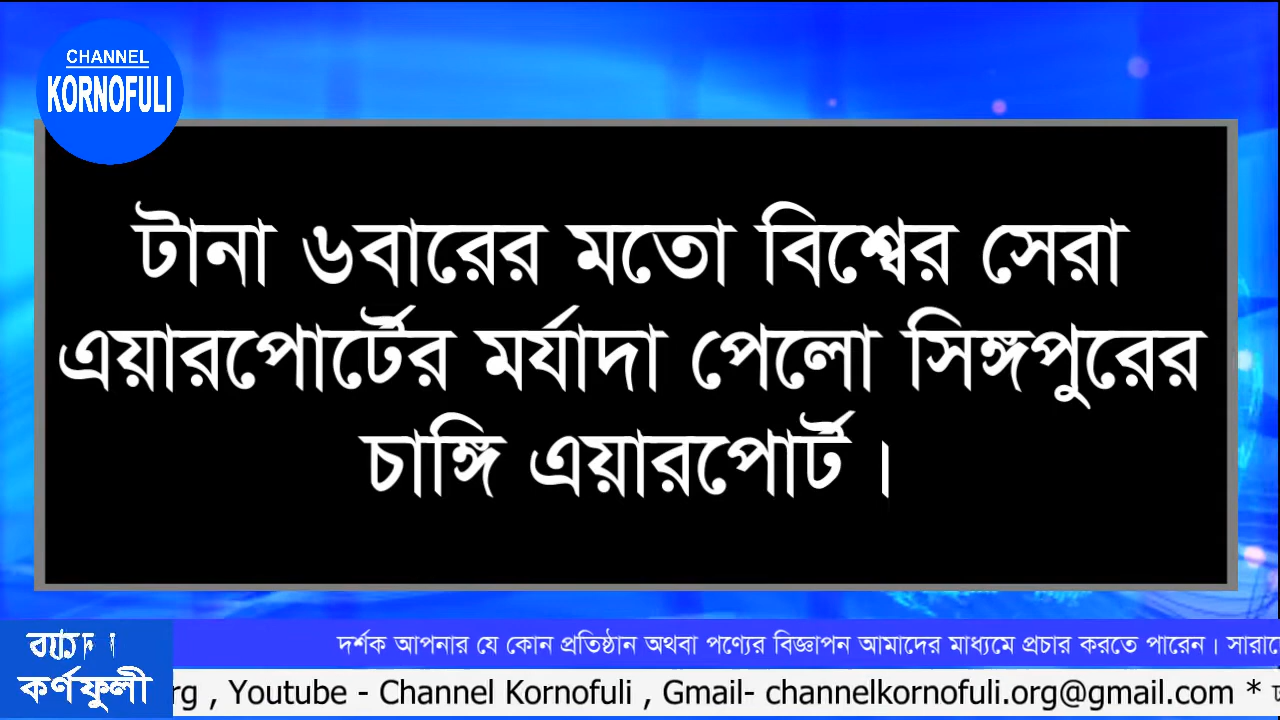 CHANNEL
KORNOFULI
টানা ৬বারের মতো বিশ্বের সেরা
এয়ারপোর্টের মর্যাদা পেলো সিঙ্গপুরের
চাঙ্গি এয়ারপোর্ট।
দর্শক আপনার যে কোন প্রতিষ্ঠান অথবা পণ্যের বিজ্ঞাপন আমাদের মাধ্যমে প্রচার করতে পারেন।
কর্ণফুলী
rg , Youtube - Channel Kornofuli , Gmail- channelkornofuli.org@gmail.com *